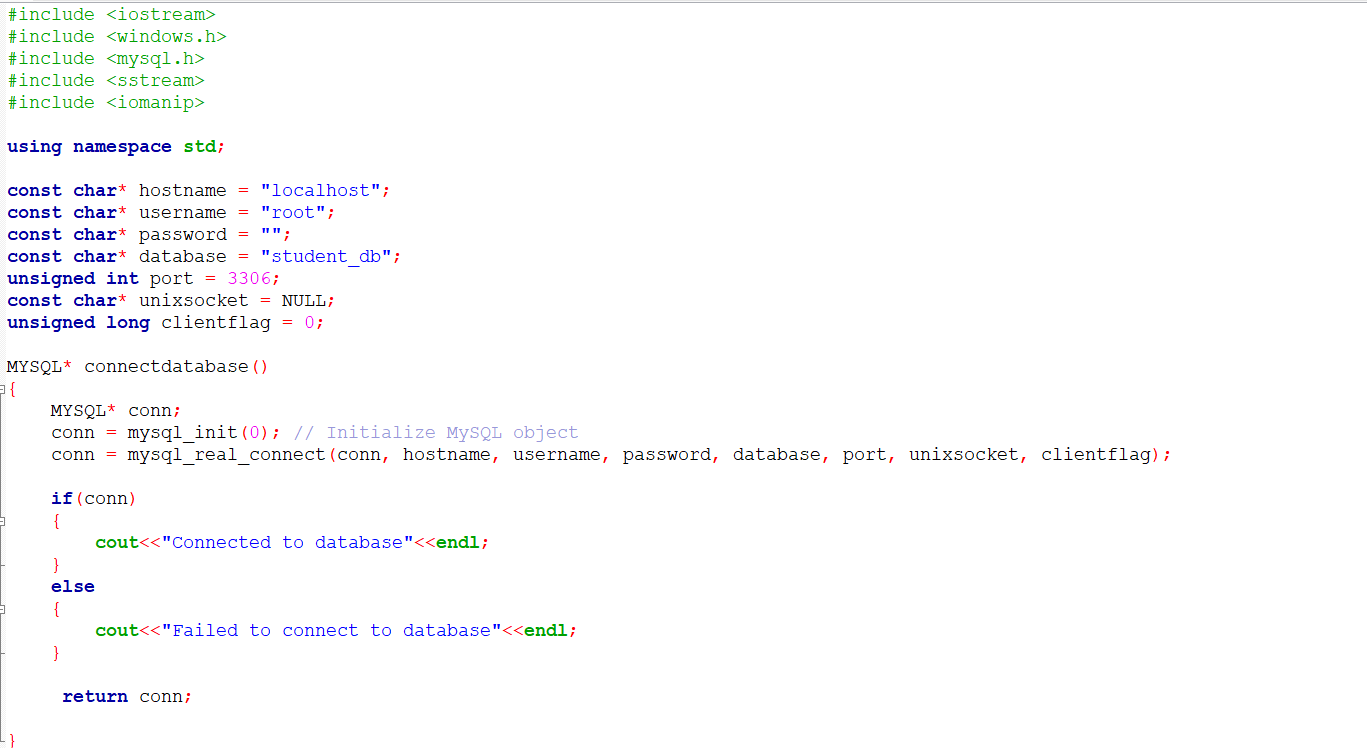 #include <iostream>
#include <windows.h>
#include <mysql.h>
#include <sstream>
#include <iomanip>
using namespace std;
const char* hostname = "localhost";
const char* username = "root";
const char* password = "";
const char* database = "student_db";
unsigned int port = 3306;
const char* unixsocket = NULL;
unsigned long clientflag = 0;
MYSQL* connectdatabase()
{
    MYSQL* conn;
    conn = mysql_init(0); // Initialize MySQL object
    conn = mysql_real_connect(conn, hostname, username, password, database, port, unixsocket, clientflag);
    if(conn)
    {
        cout<<"Connected to database"<<endl;
    }
    else
    {
        cout<<"Failed to connect to database"<<endl;
    }
     return conn;
}